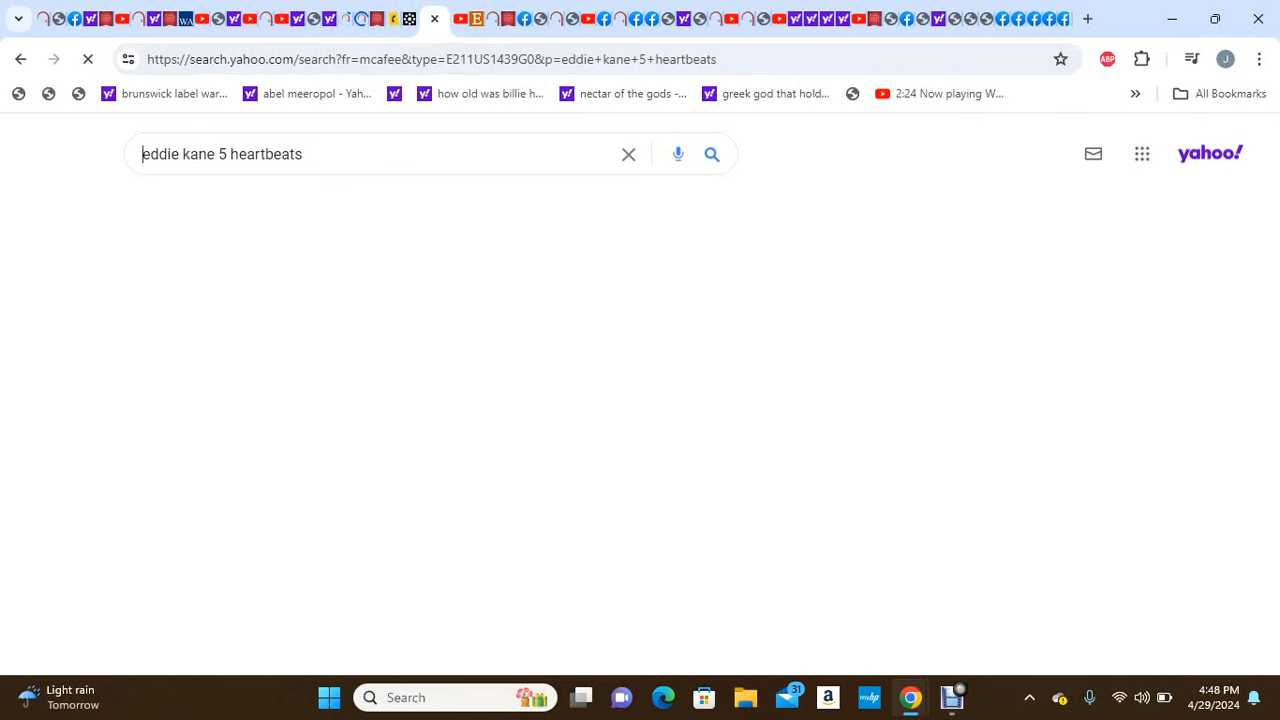 https://search.yahoo.com/search?fr=mcafee&type=E211US1439G0&p=eddie+kane+5+heartbeats
ABP
J
brunswick label war...
abel meeropol - Yah...
how old was billie h...
nectar of the gods -...
greek god that hold...
2:24 Now playing W...
»
All Bookmarks
eddie kane 5 heartbeats
yahoo!
Light rain
Tomorrow
Search
31
4:48 PM
4/29/2024